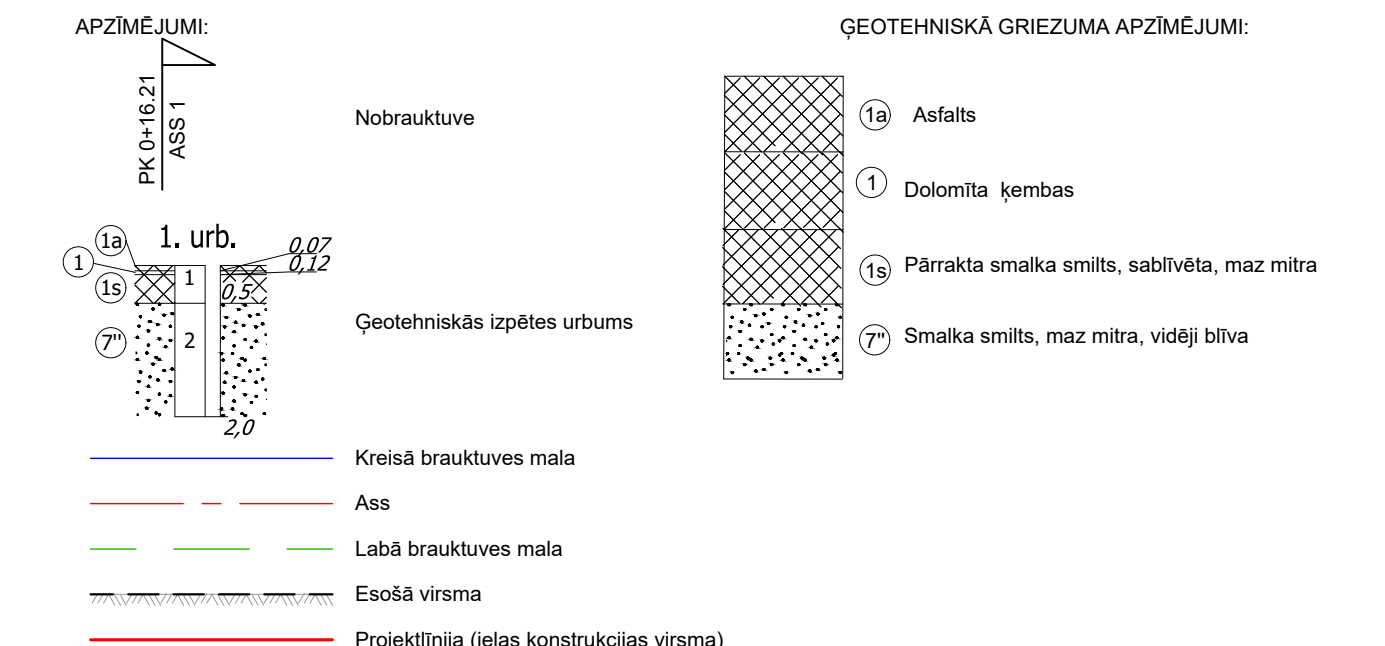 APZĪMĒJUMI:
PK 0+16.21
ASS 1
Nobrauktuve
1. urb.
1a
1
1s
7"
1
2
0,07
0,12
0,5
2,0
Ģeotehniskās izpētes urbums
Kreisā brauktuves mala
Ass
Labā brauktuves mala
Esošā virsma
Projektlīnija (ielas konstrukcijas virsma)
ĢEOTEHNISKĀ GRIEZUMA APZĪMĒJUMI:
1a Asfalts
1 Dolomīta ķembas
1s Pārrakta smalka smilts, sablīvēta, maz mitra
7" Smalka smilts, maz mitra, vidēji blīva